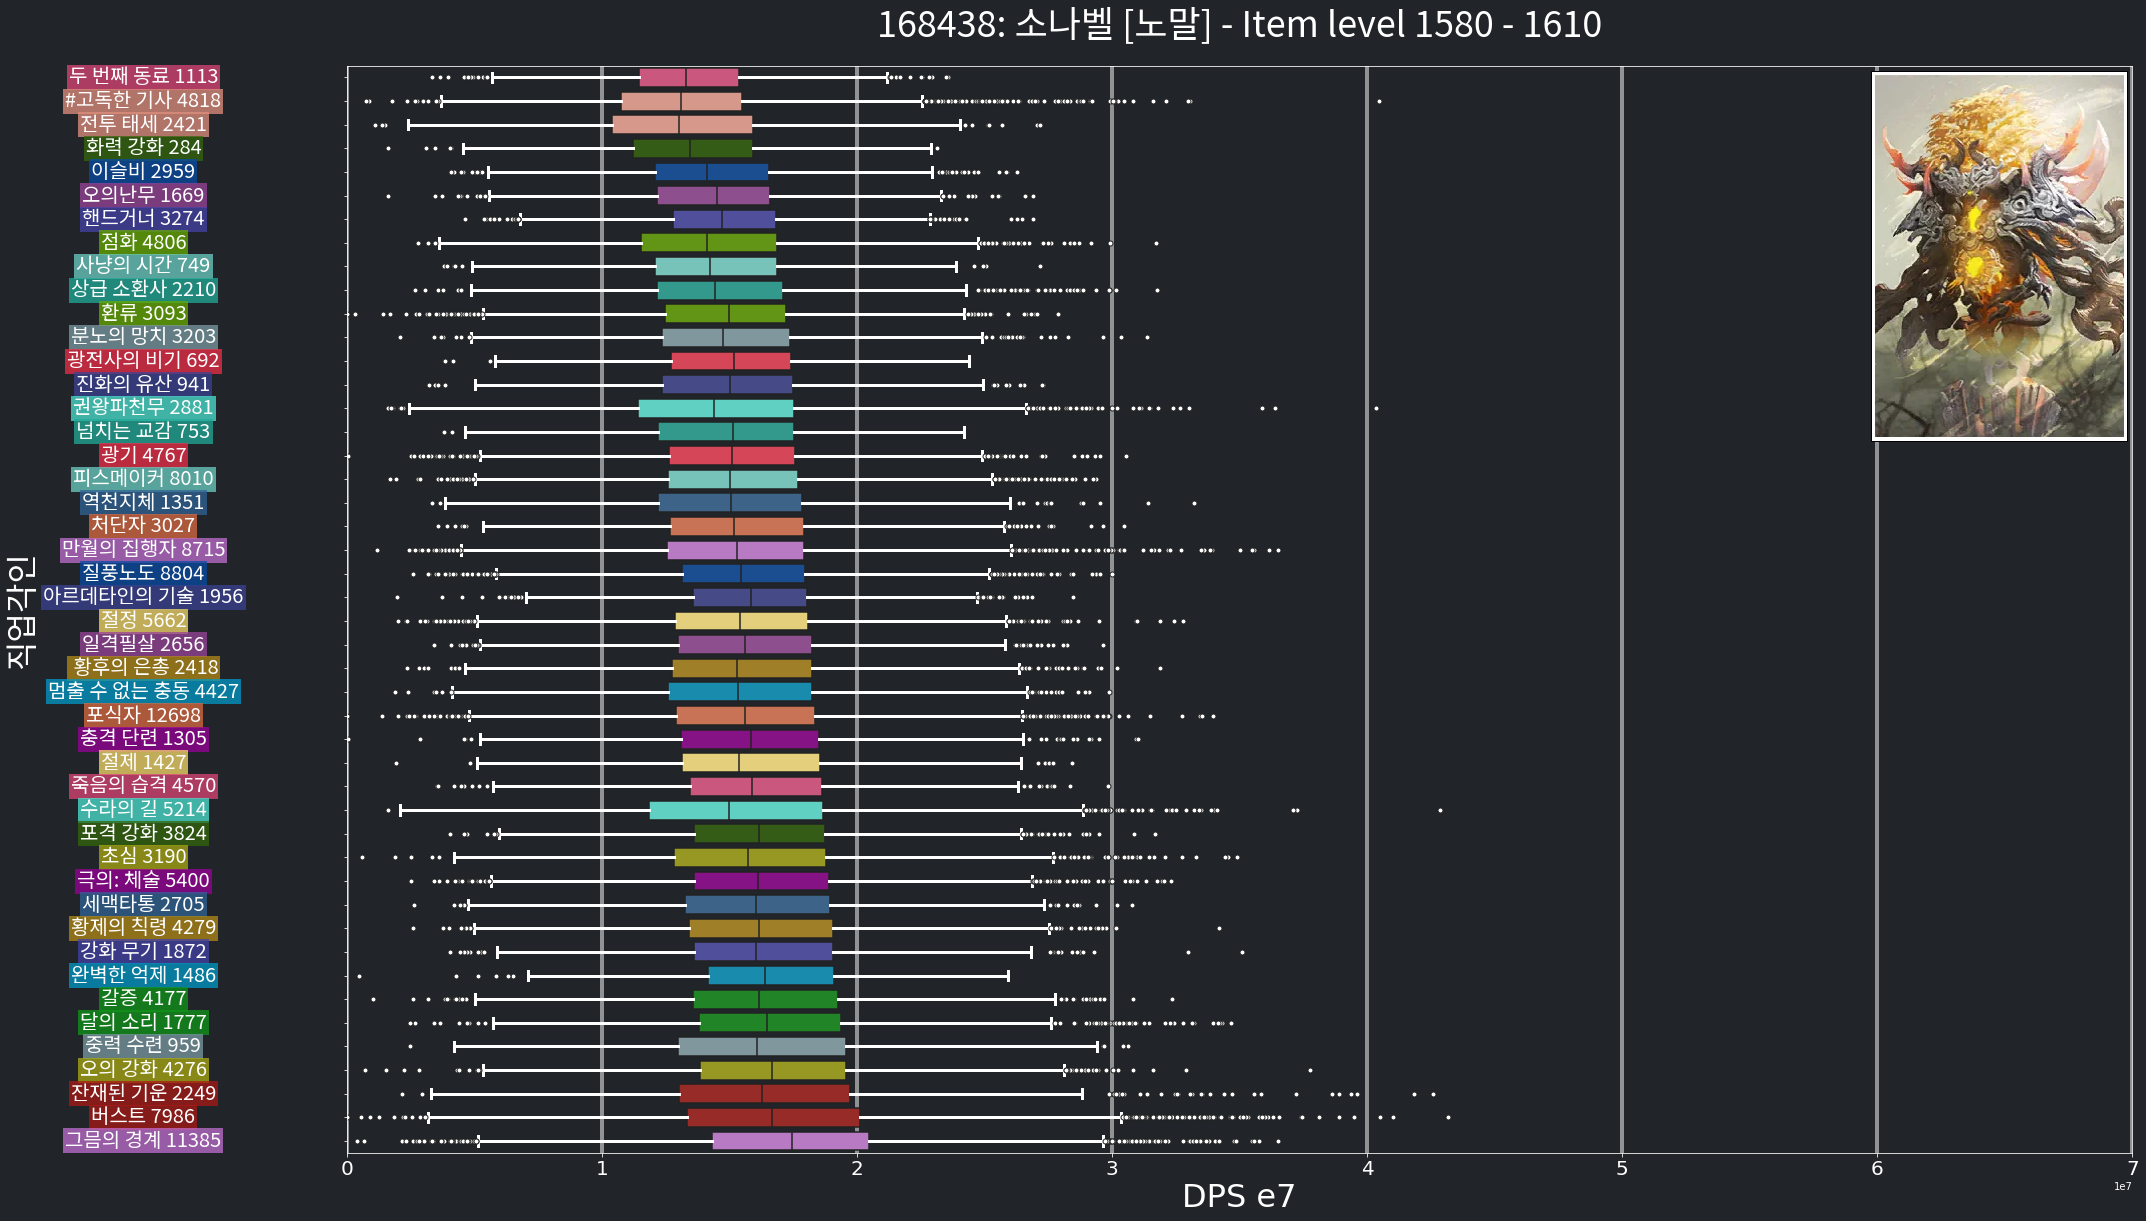 168438: 소나벨 [노말] - Item level 1580 - 1610
두 번째 동료 1113
#고독한 기사 4818
전투 태세 2421
화력 강화 284
이슬비 2959
오의난무 1669
핸드거너 3274
점화 4806
사냥의 시간 749
상급 소환사 2210
환류 3093
분노의 망치 3203
광전사의 비기 692
진화의 유산 941
권왕파천무 2881
넘치는 교감 753
광기 4767
피스메이커 8010
역천지체 1351
처단자 3027
만월의 집행자 8715
질풍노도 8804
아르데타인의 기술 1956
절정 5662
일격필살 2656
황후의 은총 2418
멈출 수 없는 충동 4427
포식자 12698
충격 단련 1305
절제 1427
죽음의 습격 4570
수라의 길 5214
포격 강화 3824
초심 3190
극의: 체술 5400
세맥타통 2705
황제의 칙령 4279
강화 무기 1872
완벽한 억제 1486
갈증 4177
달의 소리 1777
중력 수련 959
오의 강화 4276
잔재된 기운 2249
버스트 7986
그믐의 경계 11385
직업각인
0 1 2 3 4 5 6 7
1e7
DPS e7